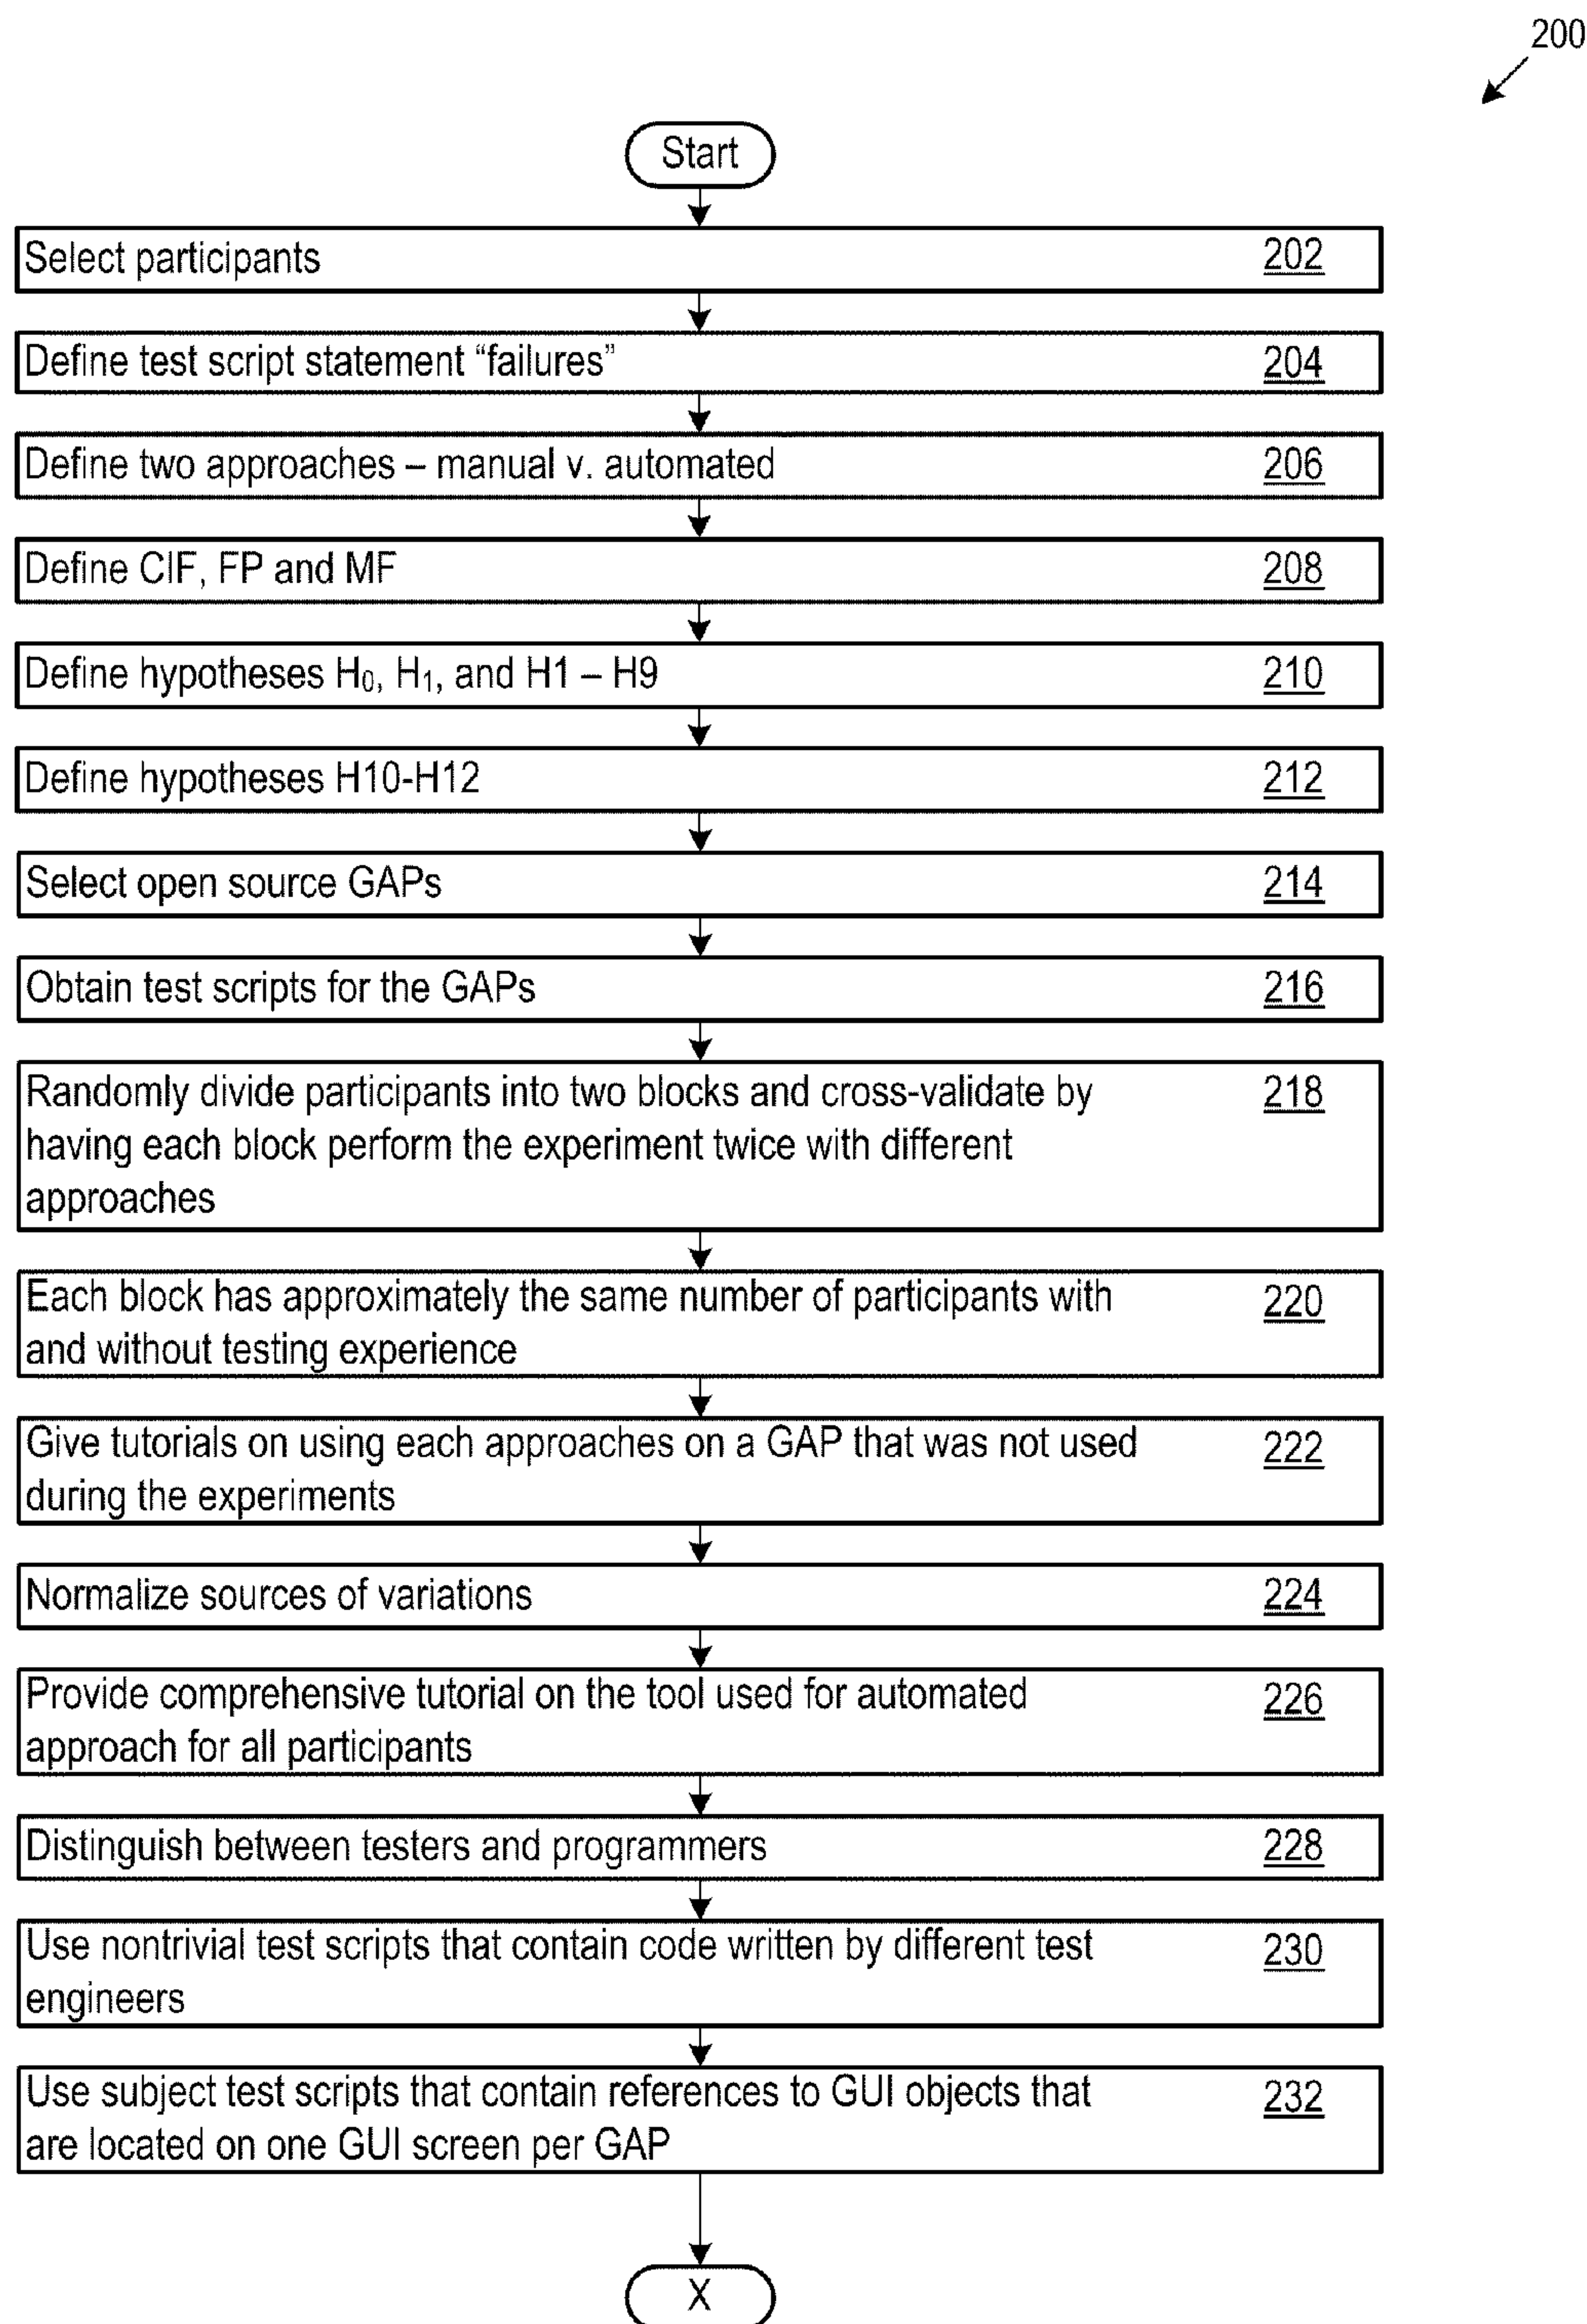 200
Start
Select participants 202
Define test script statement “failures” 204
Define two approaches – manual v. automated 206
Define CIF, FP and MF 208
Define hypotheses H₀, H₁, and H1 – H9 210
Define hypotheses H10-H12 212
Select open source GAPs 214
Obtain test scripts for the GAPs 216
Randomly divide participants into two blocks and cross-validate by 218
having each block perform the experiment twice with different
approaches
Each block has approximately the same number of participants with 220
and without testing experience
Give tutorials on using each approaches on a GAP that was not used 222
during the experiments
Normalize sources of variations 224
Provide comprehensive tutorial on the tool used for automated 226
approach for all participants
Distinguish between testers and programmers 228
Use nontrivial test scripts that contain code written by different test 230
engineers
Use subject test scripts that contain references to GUI objects that 232
are located on one GUI screen per GAP
X